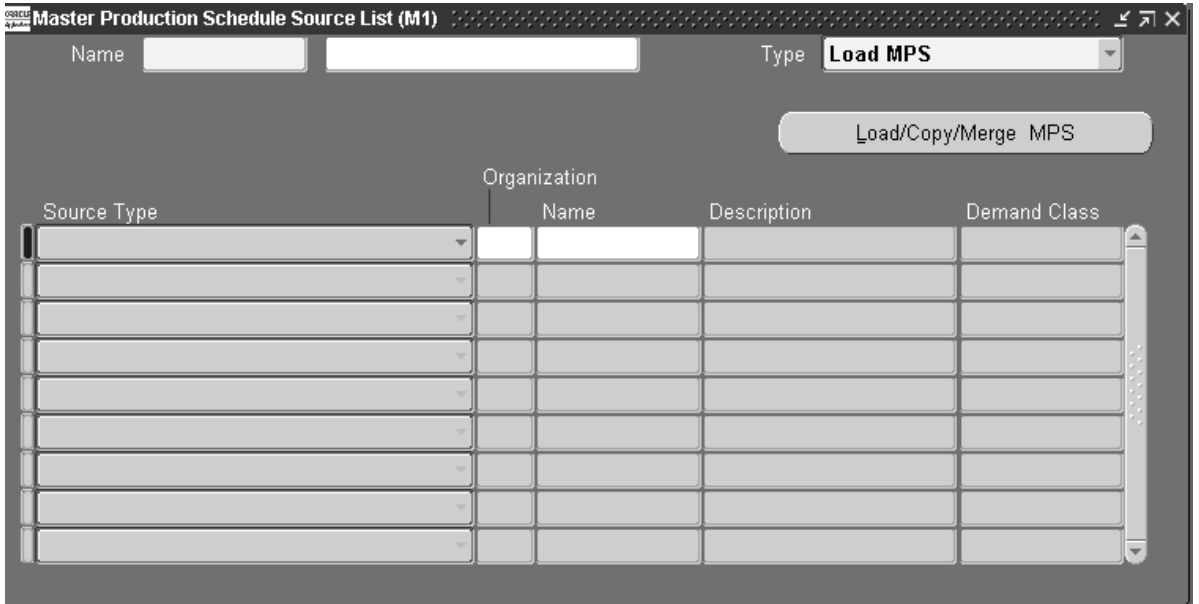 ORACLE Master Production Schedule Source List (M1)
Name Type Load MPS
Load/Copy/Merge MPS
Organization
Source Type Name Description Demand Class